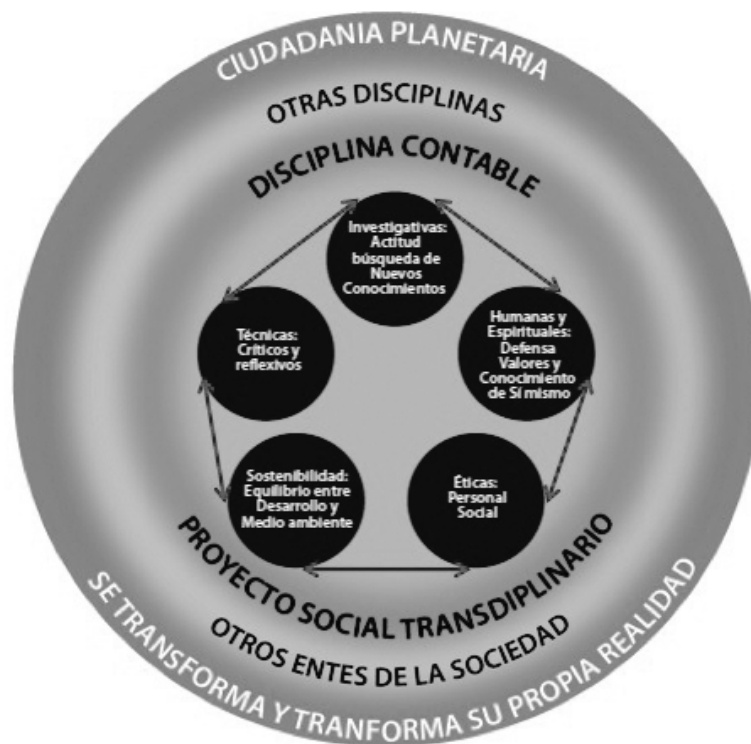 CIUDADANIA PLANETARIA
OTRAS DISCIPLINAS
DISCIPLINA CONTABLE
Investigativas:
Actitud
búsqueda de
Nuevos
Conocimientos
Técnicas:
Críticos y
reflexivos
Humanas y
Espirituales:
Defensa
Valores y
Conocimiento
de Sí mismo
Sostenibilidad:
Equilibrio entre
Desarrollo y
Medio ambiente
Éticas:
Personal
Social
PROYECTO SOCIAL TRANSDIPLINARIO
OTROS ENTES DE LA SOCIEDAD
SE TRANSFORMA Y TRANFORMA SU PROPIA REALIDAD